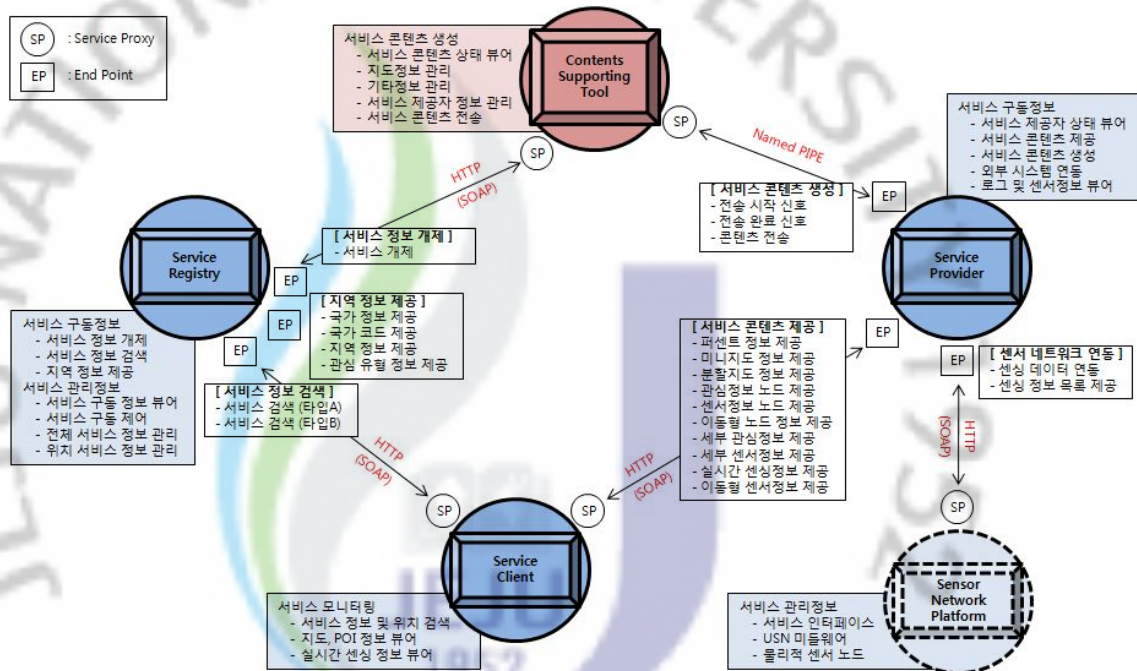 SP : Service Proxy
EP : End Point
서비스 콘텐츠 생성
- 서비스 콘텐츠 상태 뷰어
- 지도정보 관리
- 기타정보 관리
- 서비스 제공자 정보 관리
- 서비스 콘텐츠 전송
Contents
Supporting
Tool
SP
SP
Named PIPE
HTTP
(SOAP)
서비스 구동정보
- 서비스 제공자 상태 뷰어
- 서비스 콘텐츠 제공
- 서비스 콘텐츠 생성
- 외부 시스템 연동
- 로그 및 센서정보 뷰어
[ 서비스 콘텐츠 생성 ]
- 전송 시작 신호
- 전송 완료 신호
- 콘텐츠 전송
EP
Service
Registry
[ 서비스 정보 개제 ]
- 서비스 개제
EP
Service
Provider
[ 지역 정보 제공 ]
- 국가 정보 제공
- 국가 코드 제공
- 지역 정보 제공
- 관심 유형 정보 제공
EP
EP
서비스 구동정보
- 서비스 정보 개제
- 서비스 정보 검색
- 지역 정보 제공
서비스 관리정보
- 서비스 구동 정보 뷰어
- 서비스 구동 제어
- 전체 서비스 정보 관리
- 위치 서비스 정보 관리
[ 서비스 정보 검색 ]
- 서비스 검색 (타입A)
- 서비스 검색 (타입B)
HTTP
(SOAP)
[ 서비스 콘텐츠 제공 ]
- 퍼센트 정보 제공
- 미니지도 정보 제공
- 분할지도 정보 제공
- 관심정보 노드 제공
- 센서정보 노드 제공
- 이동형 노드 정보 제공
- 세부 관심정보 제공
- 세부 센서정보 제공
- 실시간 센싱정보 제공
- 이동형 센서정보 제공
EP
EP
[ 센서 네트워크 연동 ]
- 센싱 데이터 연동
- 센싱 정보 목록 제공
HTTP
(SOAP)
HTTP
(SOAP)
SP
SP
SP
Service
Client
Sensor
Network
Platform
서비스 모니터링
- 서비스 정보 및 위치 검색
- 지도, POI 정보 뷰어
- 실시간 센싱 정보 뷰어
서비스 관리정보
- 서비스 인터페이스
- USN 미들웨어
- 물리적 센서 노드
JEJU
1952